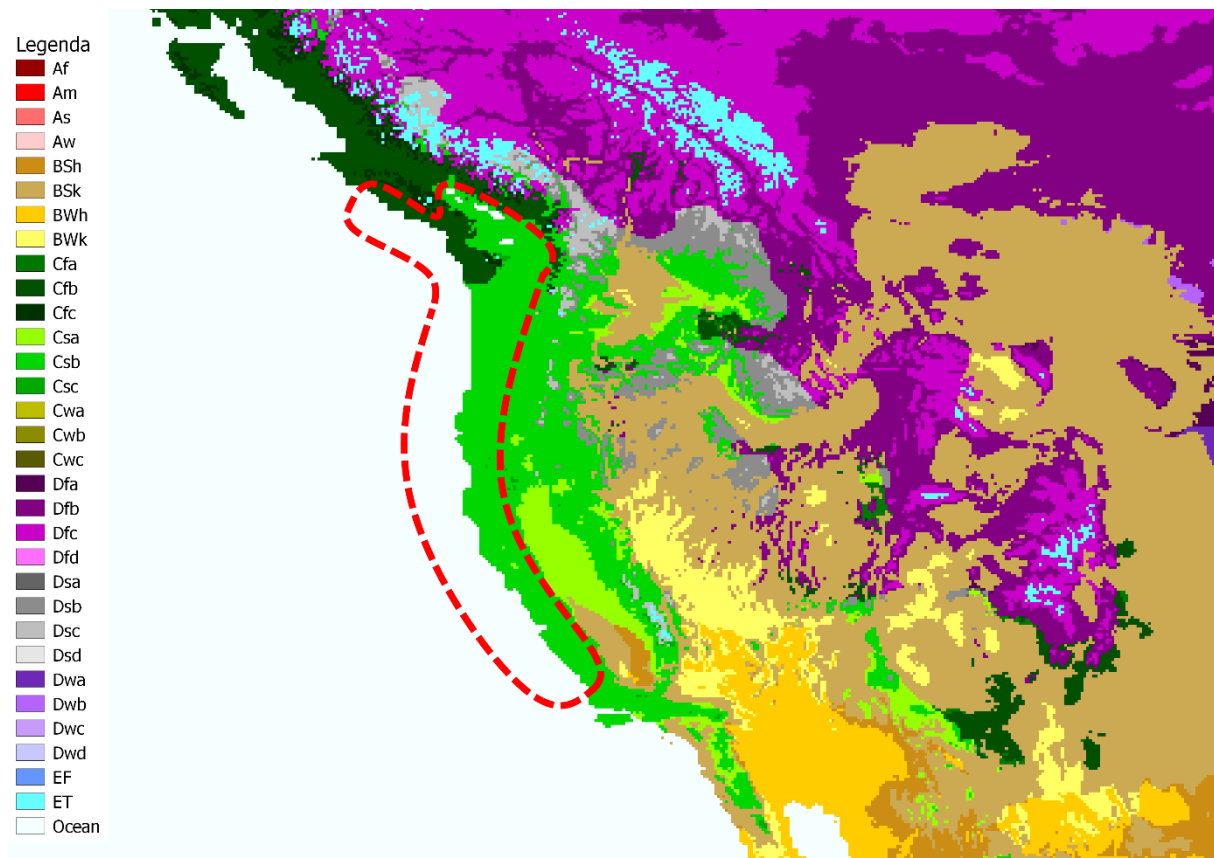 Legenda
Af
Am
As
Aw
BSh
BSk
BWh
BWk
Cfa
Cfb
Cfc
Csa
Csb
Csc
Cwa
Cwb
Cwc
Dfa
Dfb
Dfc
Dfd
Dsa
Dsb
Dsc
Dsd
Dwa
Dwb
Dwc
Dwd
EF
ET
Ocean